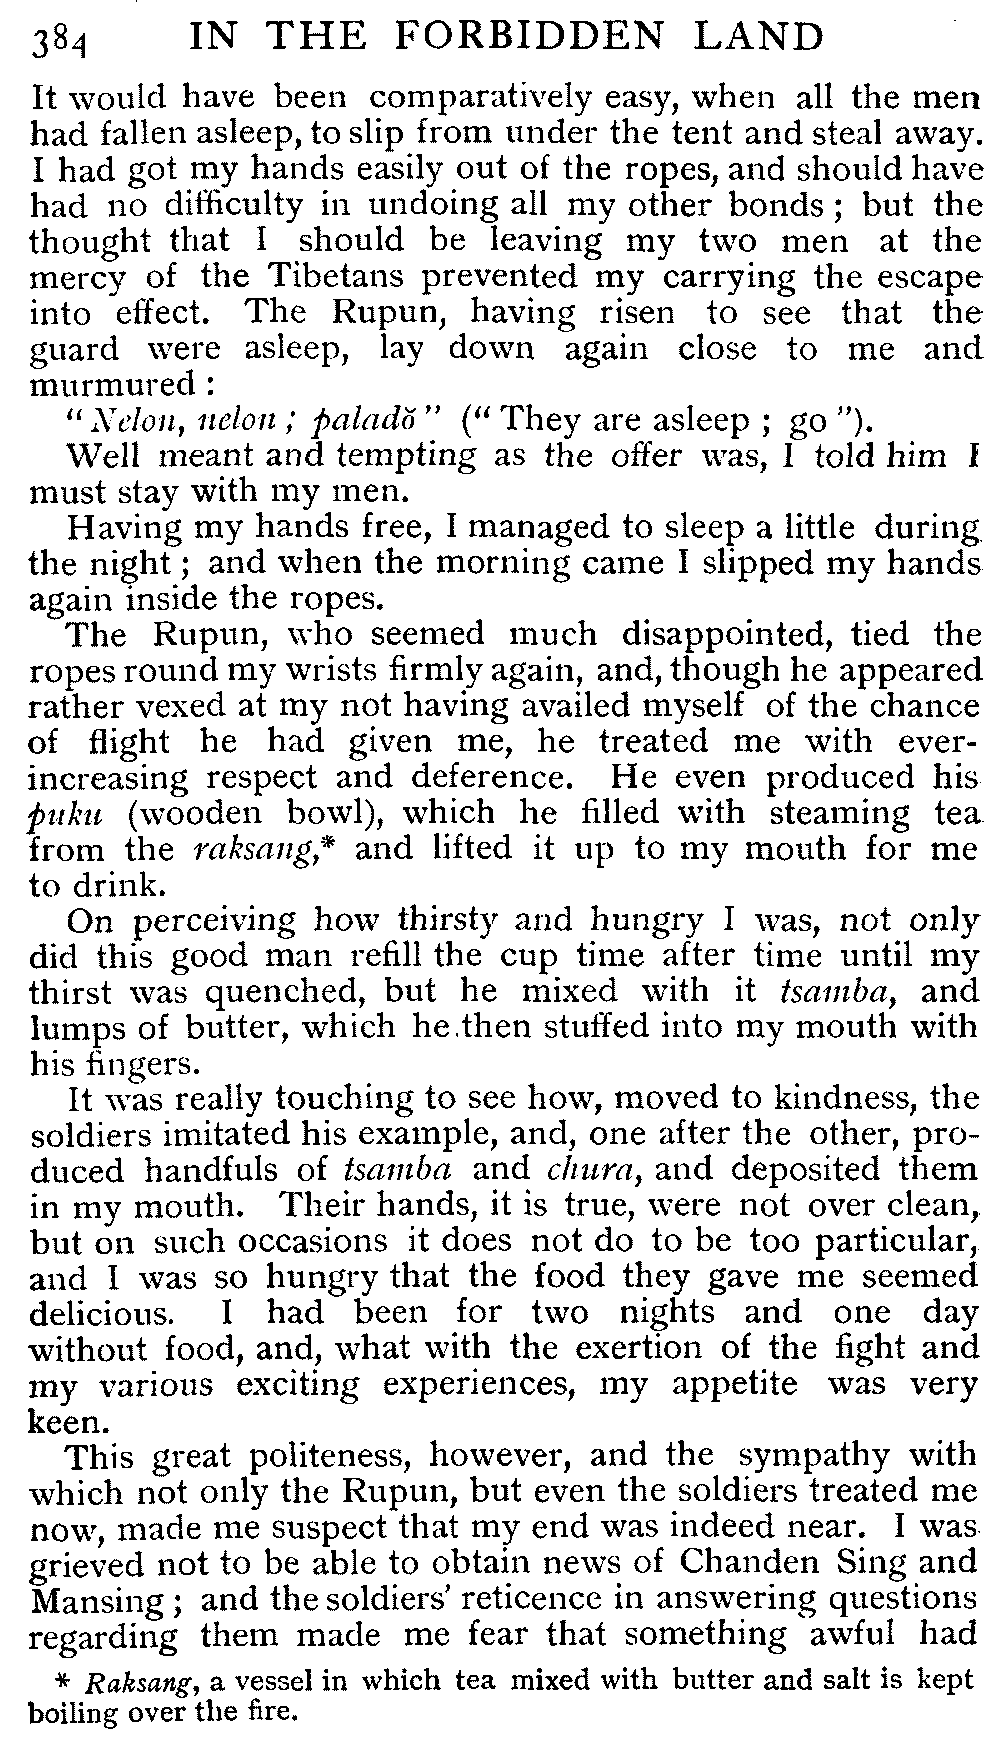 384 IN THE FORBIDDEN LAND
It would have been comparatively easy, when all the men
had fallen asleep, to slip from under the tent and steal away.
I had got my hands easily out of the ropes, and should have
had no difficulty in undoing all my other bonds ; but the
thought that I should be leaving my two men at the
mercy of the Tibetans prevented my carrying the escape
into effect. The Rupun, having risen to see that the
guard were asleep, lay down again close to me and
murmured :
“ Nelon, nelon ; paladŏ ” (“ They are asleep ; go ”).
Well meant and tempting as the offer was, I told him I
must stay with my men.
Having my hands free, I managed to sleep a little during
the night ; and when the morning came I slipped my hands
again inside the ropes.
The Rupun, who seemed much disappointed, tied the
ropes round my wrists firmly again, and, though he appeared
rather vexed at my not having availed myself of the chance
of flight he had given me, he treated me with ever-
increasing respect and deference. He even produced his
puku (wooden bowl), which he filled with steaming tea
from the raksang,* and lifted it up to my mouth for me
to drink.
On perceiving how thirsty and hungry I was, not only
did this good man refill the cup time after time until my
thirst was quenched, but he mixed with it tsamba, and
lumps of butter, which he then stuffed into my mouth with
his fingers.
It was really touching to see how, moved to kindness, the
soldiers imitated his example, and, one after the other, pro-
duced handfuls of tsamba and chura, and deposited them
in my mouth. Their hands, it is true, were not over clean,
but on such occasions it does not do to be too particular,
and I was so hungry that the food they gave me seemed
delicious. I had been for two nights and one day
without food, and, what with the exertion of the fight and
my various exciting experiences, my appetite was very
keen.
This great politeness, however, and the sympathy with
which not only the Rupun, but even the soldiers treated me
now, made me suspect that my end was indeed near. I was
grieved not to be able to obtain news of Chanden Sing and
Mansing ; and the soldiers’ reticence in answering questions
regarding them made me fear that something awful had
* Raksang, a vessel in which tea mixed with butter and salt is kept
boiling over the fire.